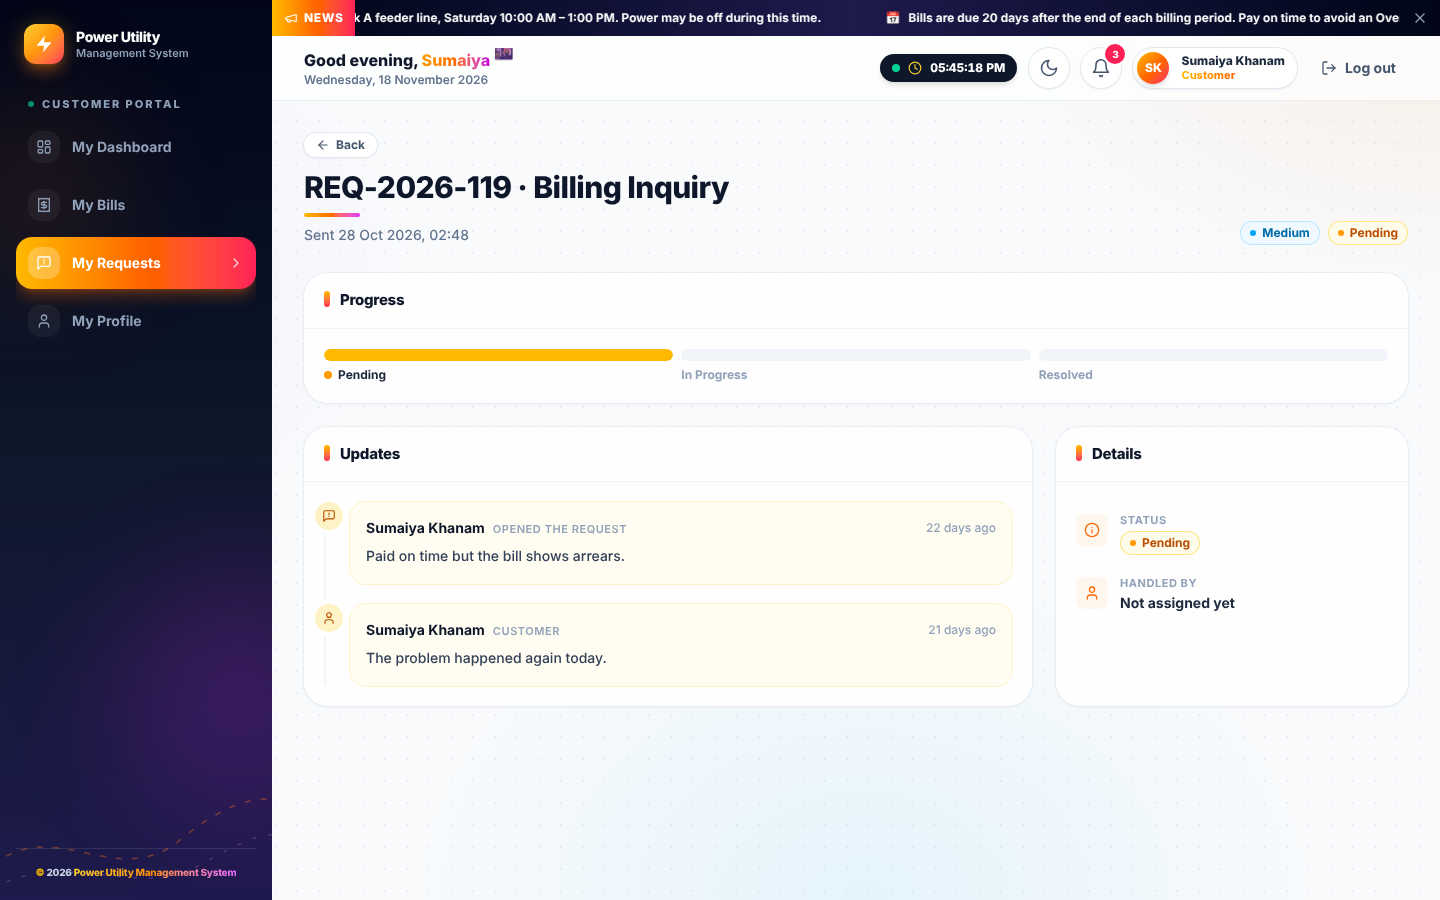 Power Utility
Management System
CUSTOMER PORTAL
My Dashboard
My Bills
My Requests
My Profile
© 2026 Power Utility Management System
NEWS
k A feeder line, Saturday 10:00 AM – 1:00 PM. Power may be off during this time.
Bills are due 20 days after the end of each billing period. Pay on time to avoid an Ove
Good evening, Sumaiya
Wednesday, 18 November 2026
05:45:18 PM
3
SK
Sumaiya Khanam
Customer
Log out
Back
REQ-2026-119 · Billing Inquiry
Sent 28 Oct 2026, 02:48
Medium
Pending
Progress
Pending
In Progress
Resolved
Updates
Sumaiya Khanam OPENED THE REQUEST 22 days ago
Paid on time but the bill shows arrears.
Sumaiya Khanam CUSTOMER 21 days ago
The problem happened again today.
Details
STATUS
Pending
HANDLED BY
Not assigned yet